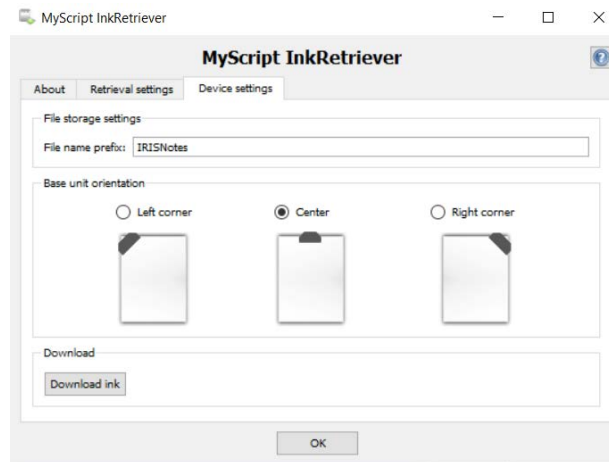 MyScript InkRetriever
MyScript InkRetriever
?
About Retrieval settings Device settings
File storage settings
File name prefix: IRISNotes
Base unit orientation
Left corner Center Right corner
Download
Download ink
OK